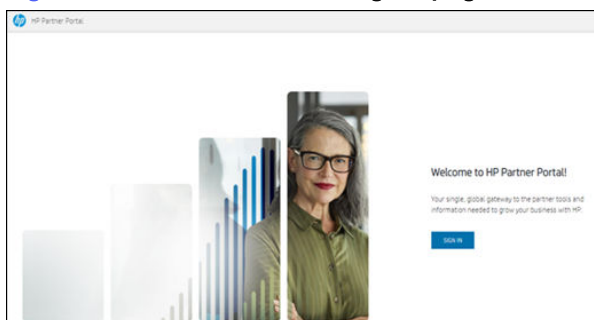 HP Partner Portal
Welcome to HP Partner Portal!
Your single, global gateway to the partner tools and
information needed to grow your business with HP.
SIGN IN